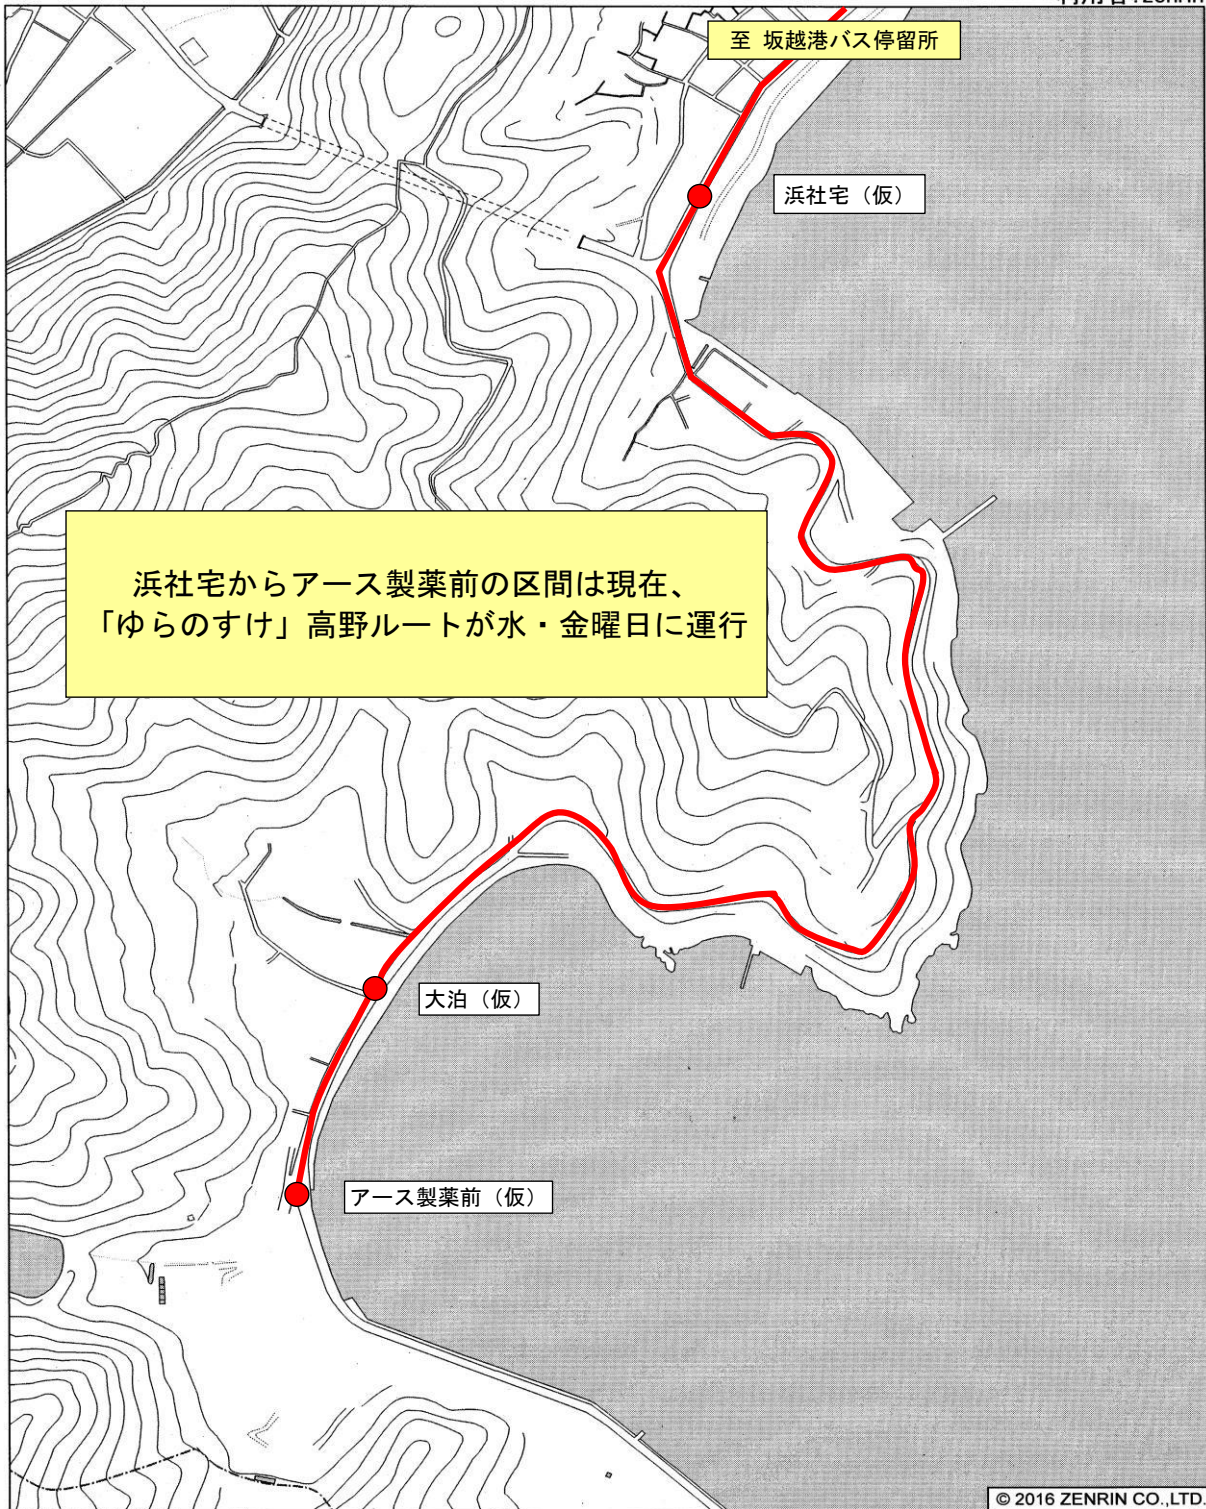 至 坂越港バス停留所
浜社宅（仮）
浜社宅からアース製薬前の区間は現在、
「ゆらのすけ」高野ルートが水・金曜日に運行
大泊（仮）
アース製薬前（仮）
© 2016 ZENRIN CO.,LTD.